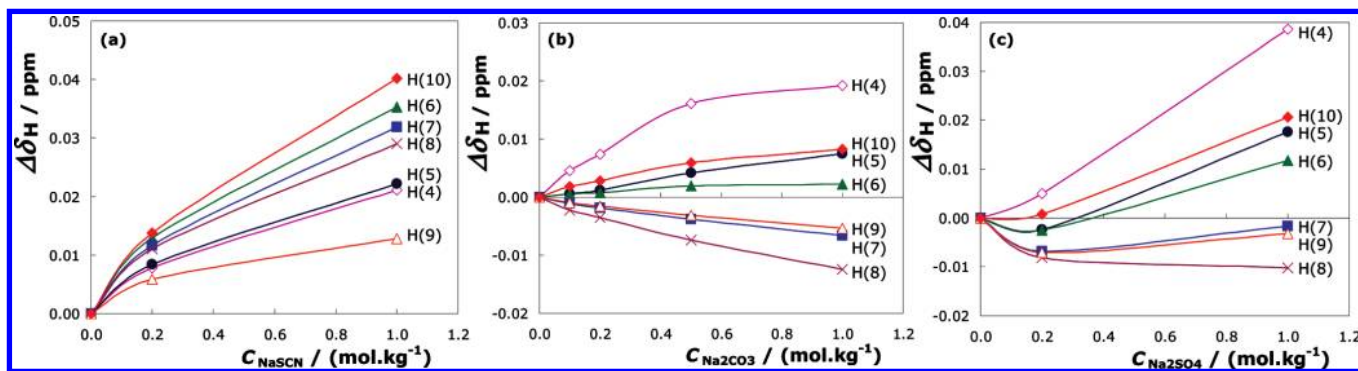 (a)
0.05
0.04
0.03
0.02
0.01
0.00
ΔδH / ppm
H(10)
H(6)
H(7)
H(8)
H(5)
H(4)
H(9)
0.0 0.2 0.4 0.6 0.8 1.0 1.2
C NaSCN / (mol.kg-1)
(b)
0.03
0.02
0.01
0.00
-0.01
-0.02
ΔδH / ppm
H(4)
H(10)
H(5)
H(6)
H(9)
H(7)
H(8)
0.0 0.2 0.4 0.6 0.8 1.0 1.2
C Na2CO3 / (mol.kg-1)
(c)
0.04
0.03
0.02
0.01
0.00
-0.01
-0.02
ΔδH / ppm
H(4)
H(10)
H(5)
H(6)
H(7)
H(9)
H(8)
0.0 0.2 0.4 0.6 0.8 1.0 1.2
C Na2SO4 / (mol.kg-1)